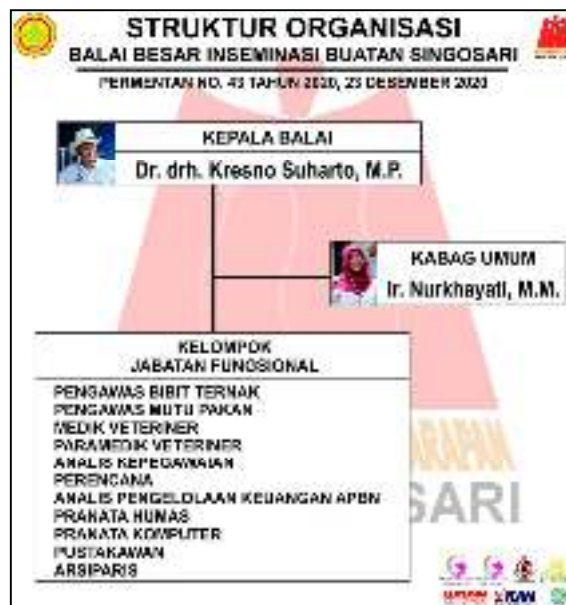 STRUKTUR ORGANISASI
BALAI BESAR INSEMINASI BUATAN SINGOSARI
PERMENTAN NO. 43 TAHUN 2020, 23 DESEMBER 2020
KEPALA BALAI
Dr. drh. Kresno Suharto, M.P.
KABAG UMUM
Ir. Nurkhayati, M.M.
KELOMPOK
JABATAN FUNGSIONAL
PENGAWAS BIBIT TERNAK
PENGAWAS MUTU PAKAN
MEDIK VETERINER
PARAMEDIK VETERINER
ANALIS KEPEGAWAIAN
PERENCANA
ANALIS PENGELOLAAN KEUANGAN APBN
PRANATA HUMAS
PRANATA KOMPUTER
PUSTAKAWAN
ARSIPARIS
ARAPAN
SARI